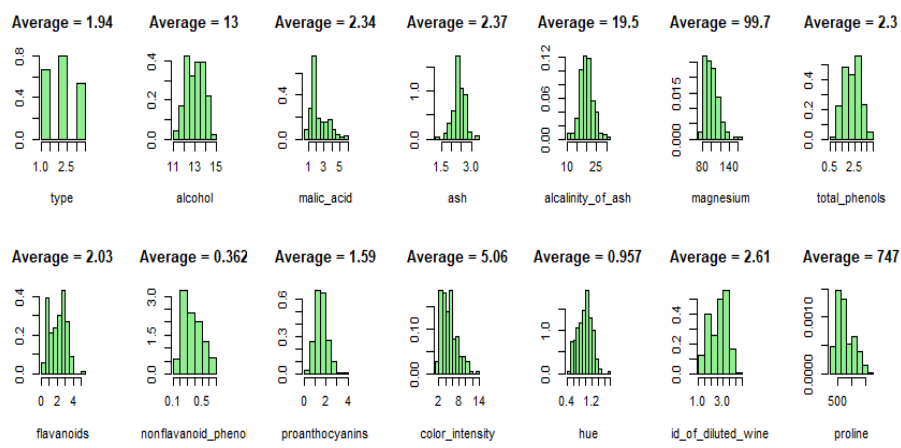 Average = 1.94 Average = 13 Average = 2.34 Average = 2.37 Average = 19.5 Average = 99.7 Average = 2.3
0.0 0.4 0.8 0.0 0.2 0.4 0.0 0.4 0.0 0.4 0.00 0.06 0.12 0.000 0.015 0.0 0.2 0.4
1.0 2.5 11 13 15 1 3 5 1.5 3.0 10 25 80 140 0.5 2.5
type alcohol malic_acid ash alcalinity_of_ash magnesium total_phenols
Average = 2.03 Average = 0.362 Average = 1.59 Average = 5.06 Average = 0.957 Average = 2.61 Average = 747
0.0 0.2 0.4 0.0 1.5 3.0 0.0 0.3 0.6 0.00 0.10 0.0 1.0 0.0 0.2 0.4 0.0000 0.0010
0 2 4 0.1 0.5 0 2 4 2 8 14 0.4 1.2 1.0 3.0 500
flavanoids nonflavanoid_pheno proanthocyanins color_intensity hue id_of_diluted_wine proline